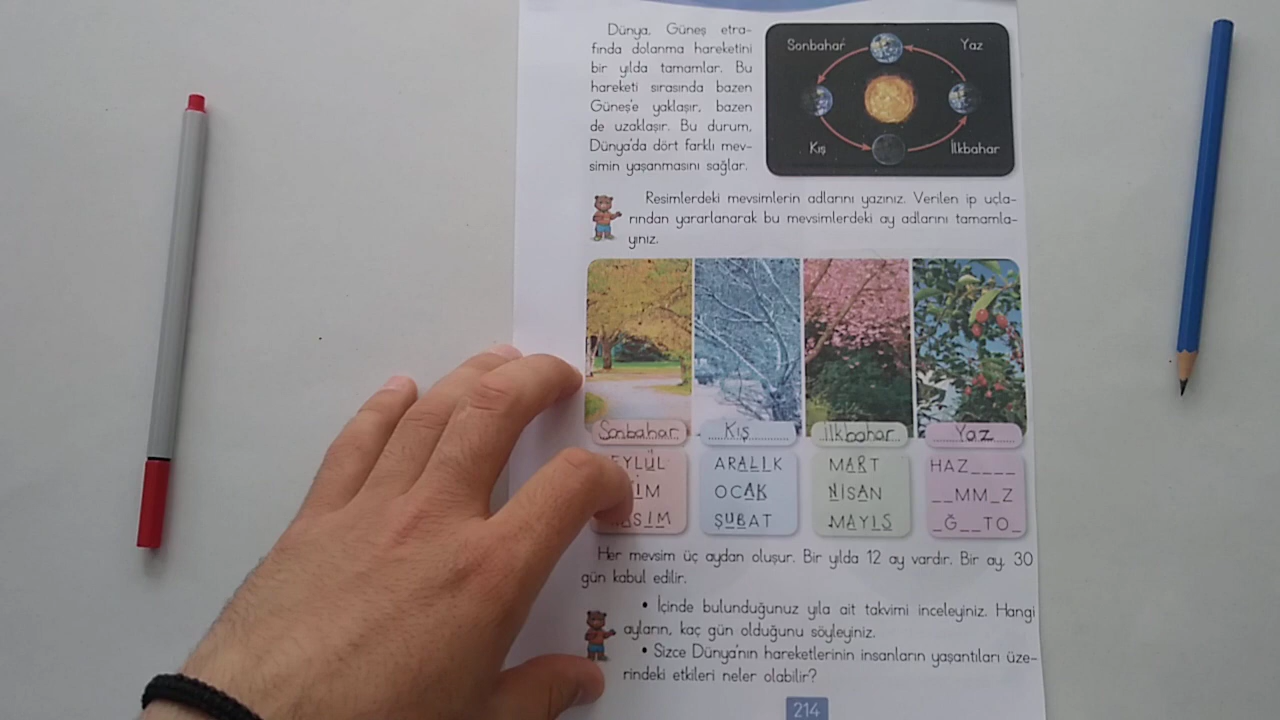 Dünya, Güneş etra-
fında dolanma hareketini
bir yılda tamamlar. Bu
hareketi sırasında bazen
Güneş'e yaklaşır, bazen
de uzaklaşır. Bu durum,
Dünya'da dört farklı mev-
simin yaşanmasını sağlar.
Sonbahar Yaz
Kış İlkbahar
Resimlerdeki mevsimlerin adlarını yazınız. Verilen ip uçla-
rından yararlanarak bu mevsimlerdeki ay adlarını tamamla-
yınız.
Sonbahar Kış İlkbahar Yaz
EYLÜL ARALIK MART HAZ____
OCAK NİSAN __MM_Z
ŞUBAT MAYIS _Ğ__TO_
Her mevsim üç aydan oluşur. Bir yılda 12 ay vardır. Bir ay, 30
gün kabul edilir.
• İçinde bulunduğunuz yıla ait takvimi inceleyiniz. Hangi
ayların, kaç gün olduğunu söyleyiniz.
• Sizce Dünya'nın hareketlerinin insanların yaşantıları üze-
rindeki etkileri neler olabilir?
214